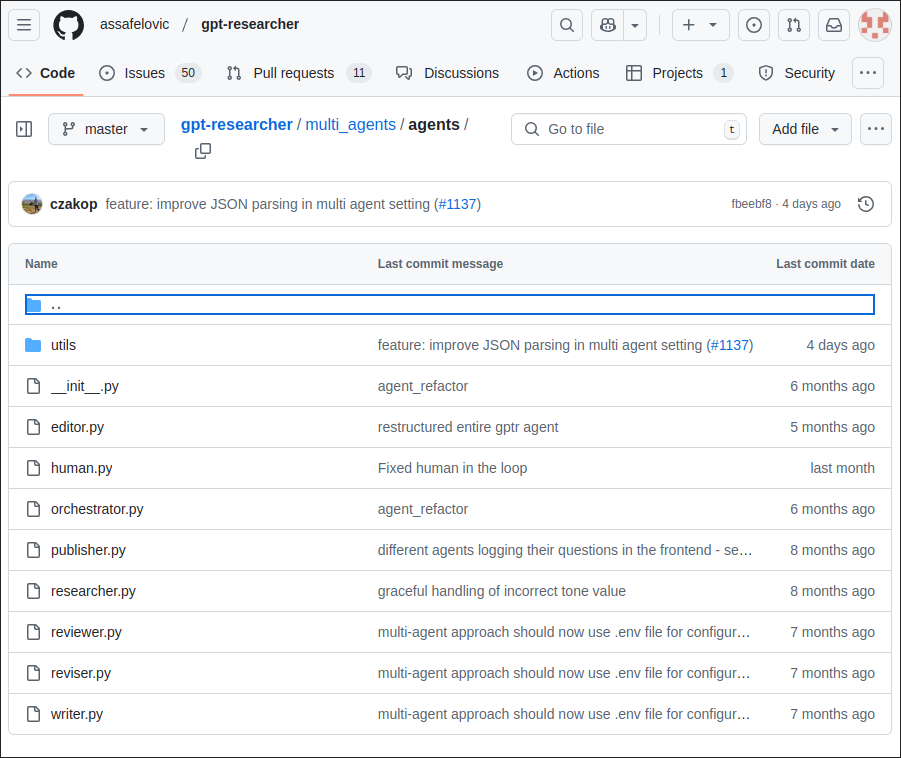 assafelovic / gpt-researcher
Code Issues 50 Pull requests 11 Discussions Actions Projects 1 Security
master gpt-researcher / multi_agents / agents / Go to file t Add file
czakop feature: improve JSON parsing in multi agent setting (#1137) fbeebf8 · 4 days ago
Name Last commit message Last commit date
..
utils feature: improve JSON parsing in multi agent setting (#1137) 4 days ago
__init__.py agent_refactor 6 months ago
editor.py restructured entire gptr agent 5 months ago
human.py Fixed human in the loop last month
orchestrator.py agent_refactor 6 months ago
publisher.py different agents logging their questions in the frontend - se… 8 months ago
researcher.py graceful handling of incorrect tone value 8 months ago
reviewer.py multi-agent approach should now use .env file for configur… 7 months ago
reviser.py multi-agent approach should now use .env file for configur… 7 months ago
writer.py multi-agent approach should now use .env file for configur… 7 months ago